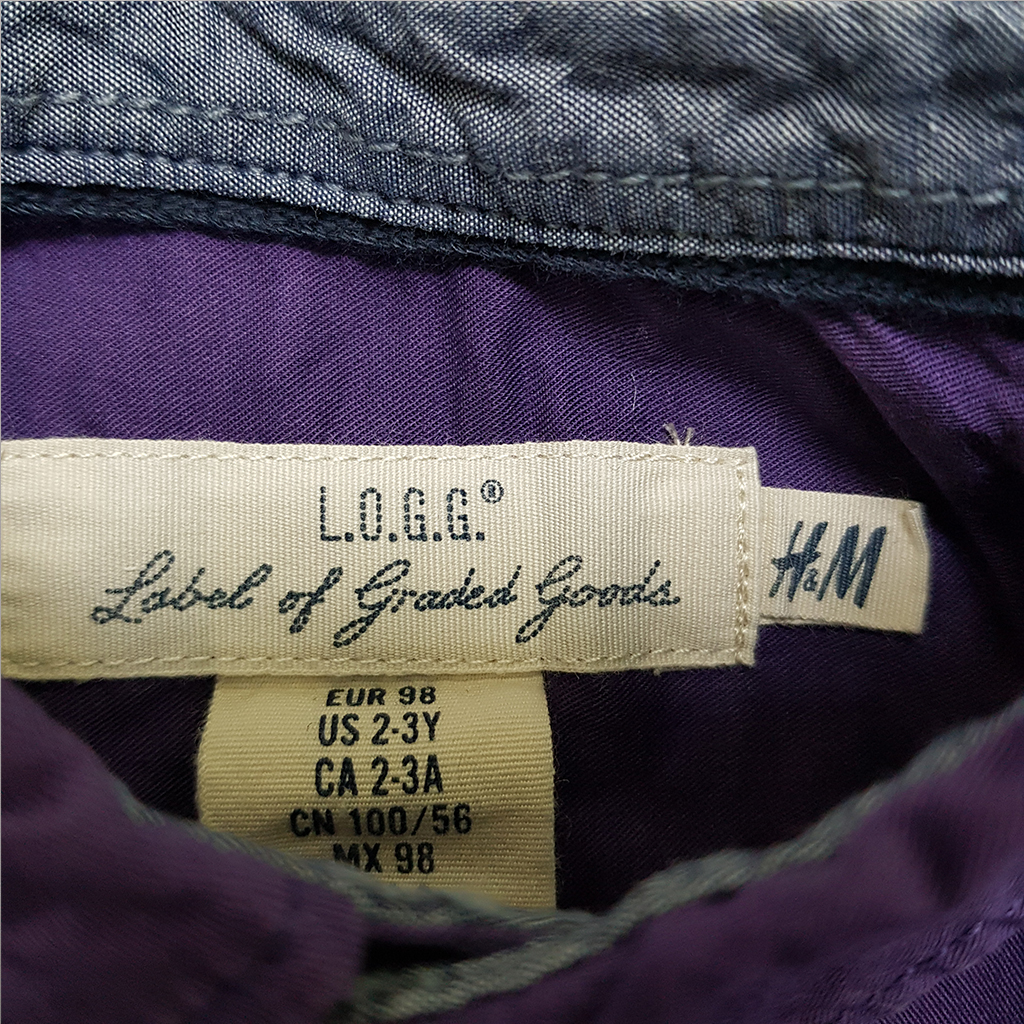 L.O.G.G.®
Label of Graded Goods
H&M
EUR 98
US 2-3Y
CA 2-3A
CN 100/56
MX 98